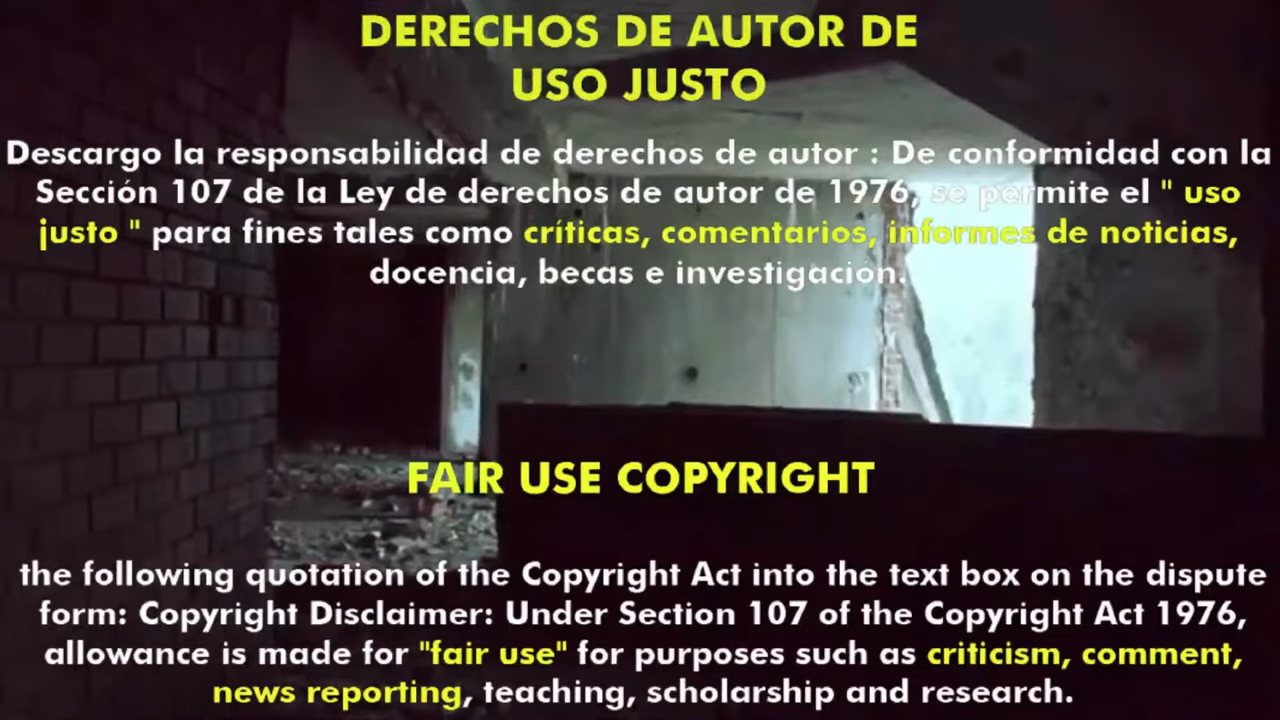 DERECHOS DE AUTOR DE
USO JUSTO
Descargo la responsabilidad de derechos de autor : De conformidad con la
Sección 107 de la Ley de derechos de autor de 1976, se permite el " uso
justo " para fines tales como críticas, comentarios, informes de noticias,
docencia, becas e investigación.
FAIR USE COPYRIGHT
the following quotation of the Copyright Act into the text box on the dispute
form: Copyright Disclaimer: Under Section 107 of the Copyright Act 1976,
allowance is made for "fair use" for purposes such as criticism, comment,
news reporting, teaching, scholarship and research.